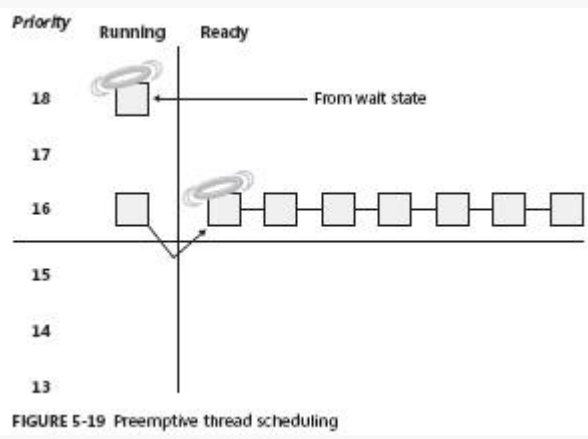 Priority
Running Ready
18 From wait state
17
16
15
14
13
FIGURE 5-19 Preemptive thread scheduling